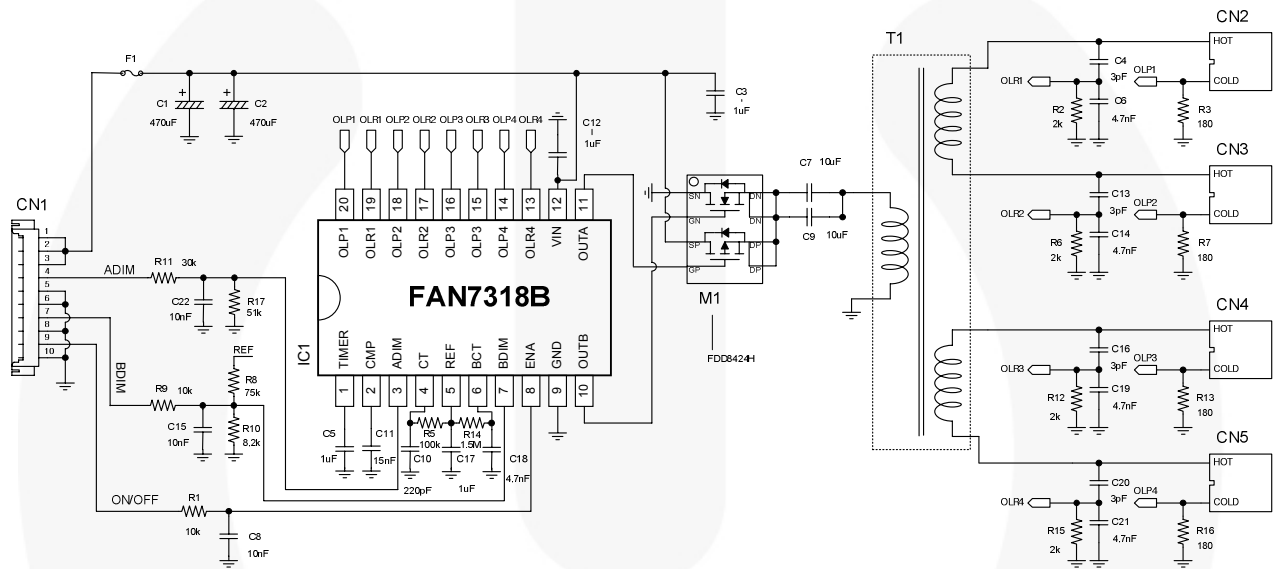 CN2
T1
HOT
F1
C4
3pF
OLR1
OLP1
COLD
C1
470uF
C2
470uF
C3
1uF
R2
2k
C6
4.7nF
R3
180
OLP1 OLR1 OLP2 OLR2 OLP3 OLR3 OLP4 OLR4
C12
1uF
CN3
C7
10uF
C9
10uF
HOT
C13
3pF
OLR2
OLP2
COLD
R6
2k
C14
4.7nF
R7
180
SN
GN
SP
GP
DN
DN
DP
DP
M1
FDD8424H
20 19 18 17 16 15 14 13 12 11
OLP1 OLR1 OLP2 OLR2 OLP3 OLR3 OLP4 OLR4 VIN OUTA
FAN7318B
IC1
TIMER CMP ADIM CT REF BCT BDIM ENA GND OUTB
1 2 3 4 5 6 7 8 9 10
CN1
1
2
3
4
5
6
7
8
9
10
ADIM
R11
30k
C22
10nF
R17
51k
BDIM
REF
R8
75k
R9
10k
C15
10nF
R10
8.2k
ON/OFF
R1
10k
C8
10nF
C5
1uF
C11
15nF
R5
100k
C10
220pF
R14
1.5M
C17
1uF
C18
4.7nF
CN4
HOT
C16
3pF
OLR3
OLP3
COLD
R12
2k
C19
4.7nF
R13
180
CN5
HOT
C20
3pF
OLR4
OLP4
COLD
R15
2k
C21
4.7nF
R16
180